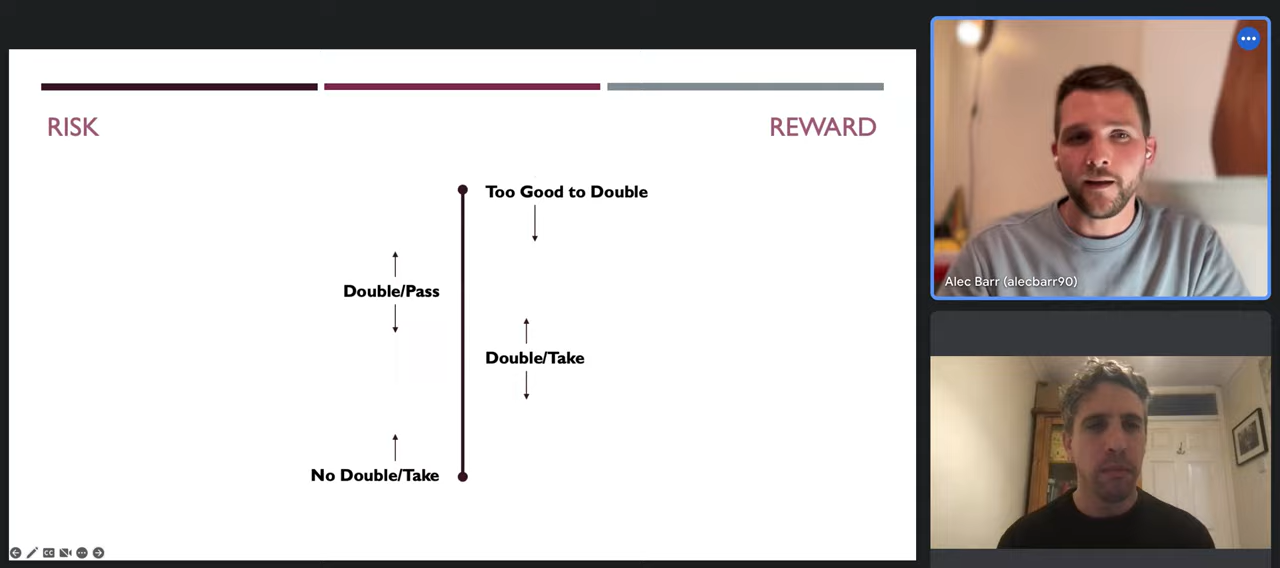 RISK
REWARD
Too Good to Double
Double/Pass
Double/Take
No Double/Take
Alec Barr (alecbarr90)